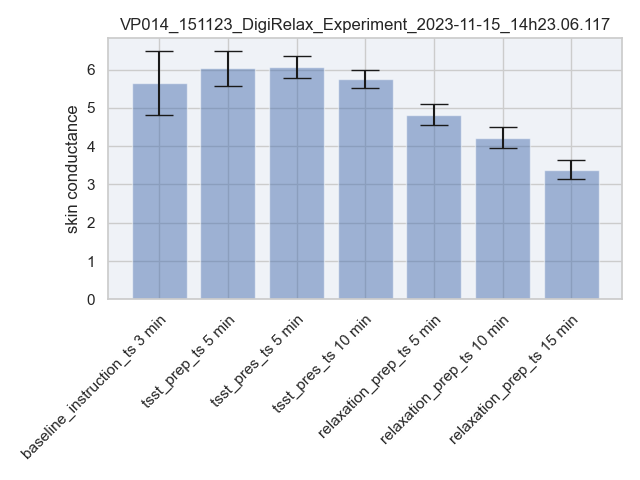 VP014_151123_DigiRelax_Experiment_2023-11-15_14h23.06.117
skin conductance
6
5
4
3
2
1
0
baseline_instruction_ts 3 min
tsst_prep_ts 5 min
tsst_pres_ts 5 min
tsst_pres_ts 10 min
relaxation_prep_ts 5 min
relaxation_prep_ts 10 min
relaxation_prep_ts 15 min